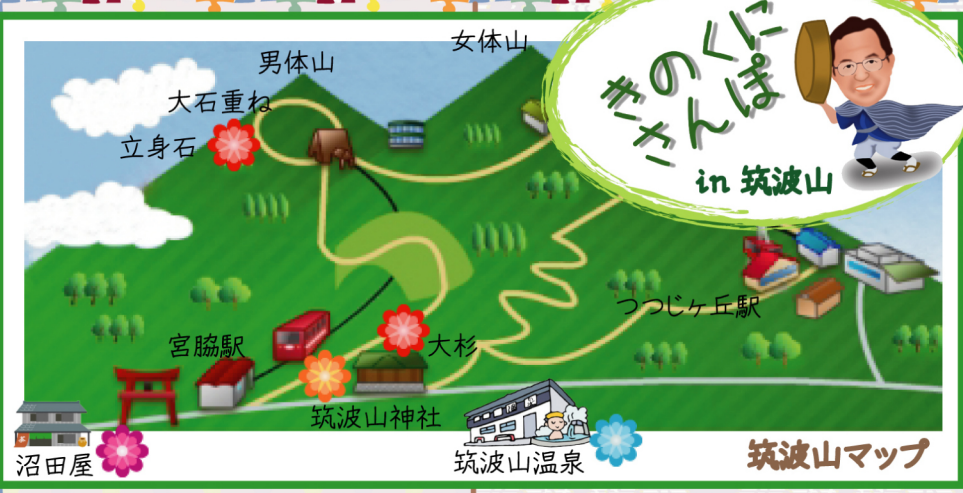 きのくに
さんぽ
in 筑波山
女体山
男体山
大石重ね
立身石
つつじヶ丘駅
宮脇駅
大杉
筑波山神社
沼田屋
筑波山温泉
筑波山マップ